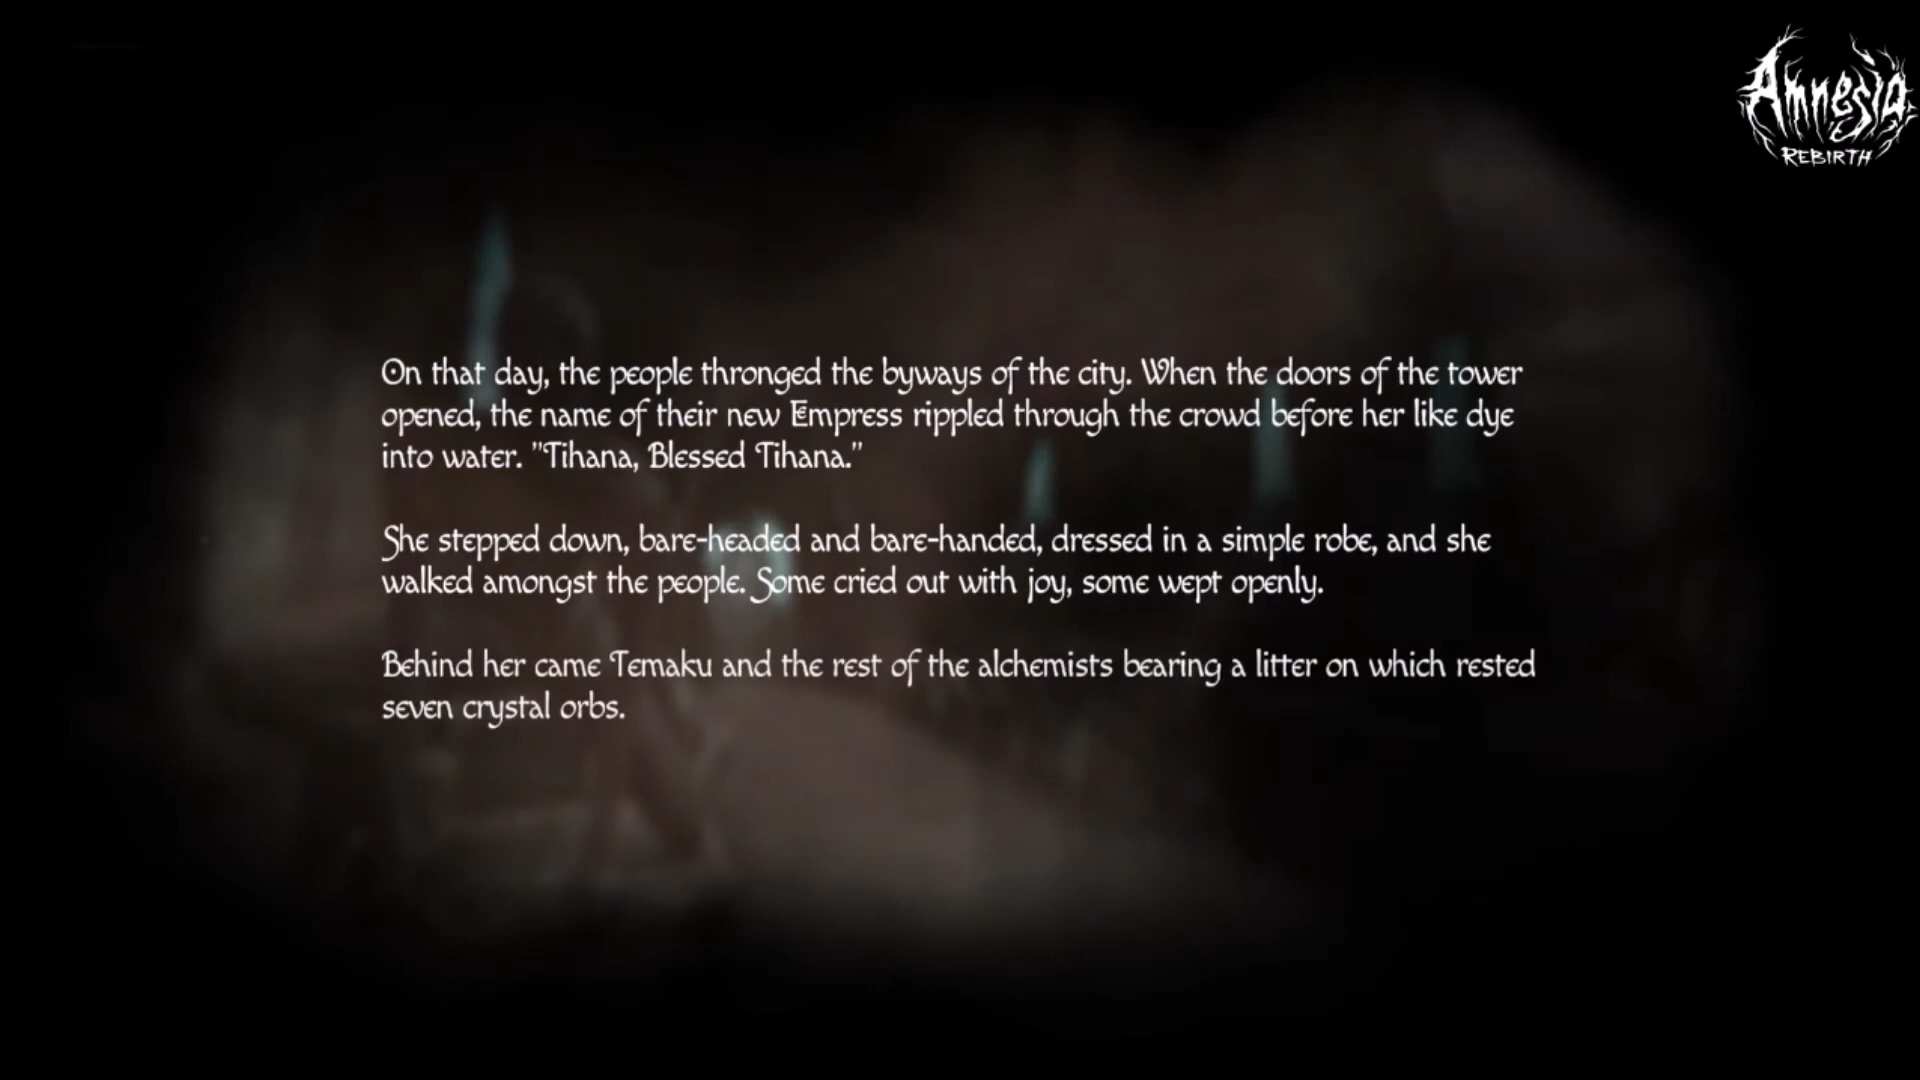 Amnesia
REBIRTH
On that day, the people thronged the byways of the city. When the doors of the tower
opened, the name of their new Empress rippled through the crowd before her like dye
into water. "Tihana, Blessed Tihana."
She stepped down, bare-headed and bare-handed, dressed in a simple robe, and she
walked amongst the people. Some cried out with joy, some wept openly.
Behind her came Temaku and the rest of the alchemists bearing a litter on which rested
seven crystal orbs.